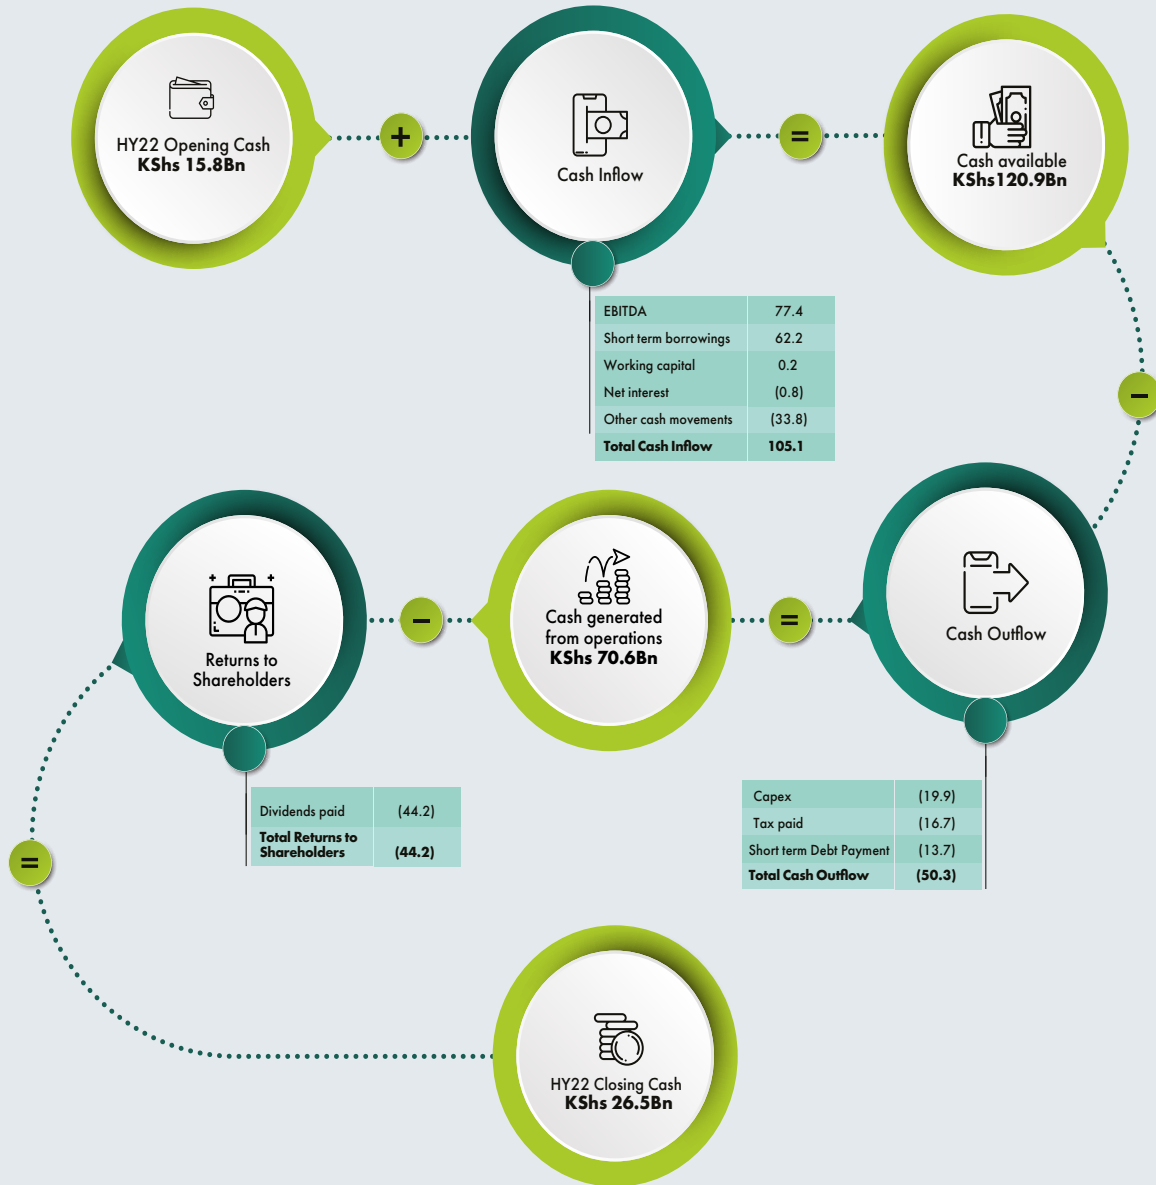 HY22 Opening Cash
KShs 15.8Bn
+
Cash Inflow
=
Cash available
KShs120.9Bn
EBITDA 77.4
Short term borrowings 62.2
Working capital 0.2
Net interest (0.8)
Other cash movements (33.8)
Total Cash Inflow 105.1
−
Cash Outflow
Capex (19.9)
Tax paid (16.7)
Short term Debt Payment (13.7)
Total Cash Outflow (50.3)
=
Cash generated
from operations
KShs 70.6Bn
−
Returns to
Shareholders
Dividends paid (44.2)
Total Returns to
Shareholders (44.2)
=
HY22 Closing Cash
KShs 26.5Bn